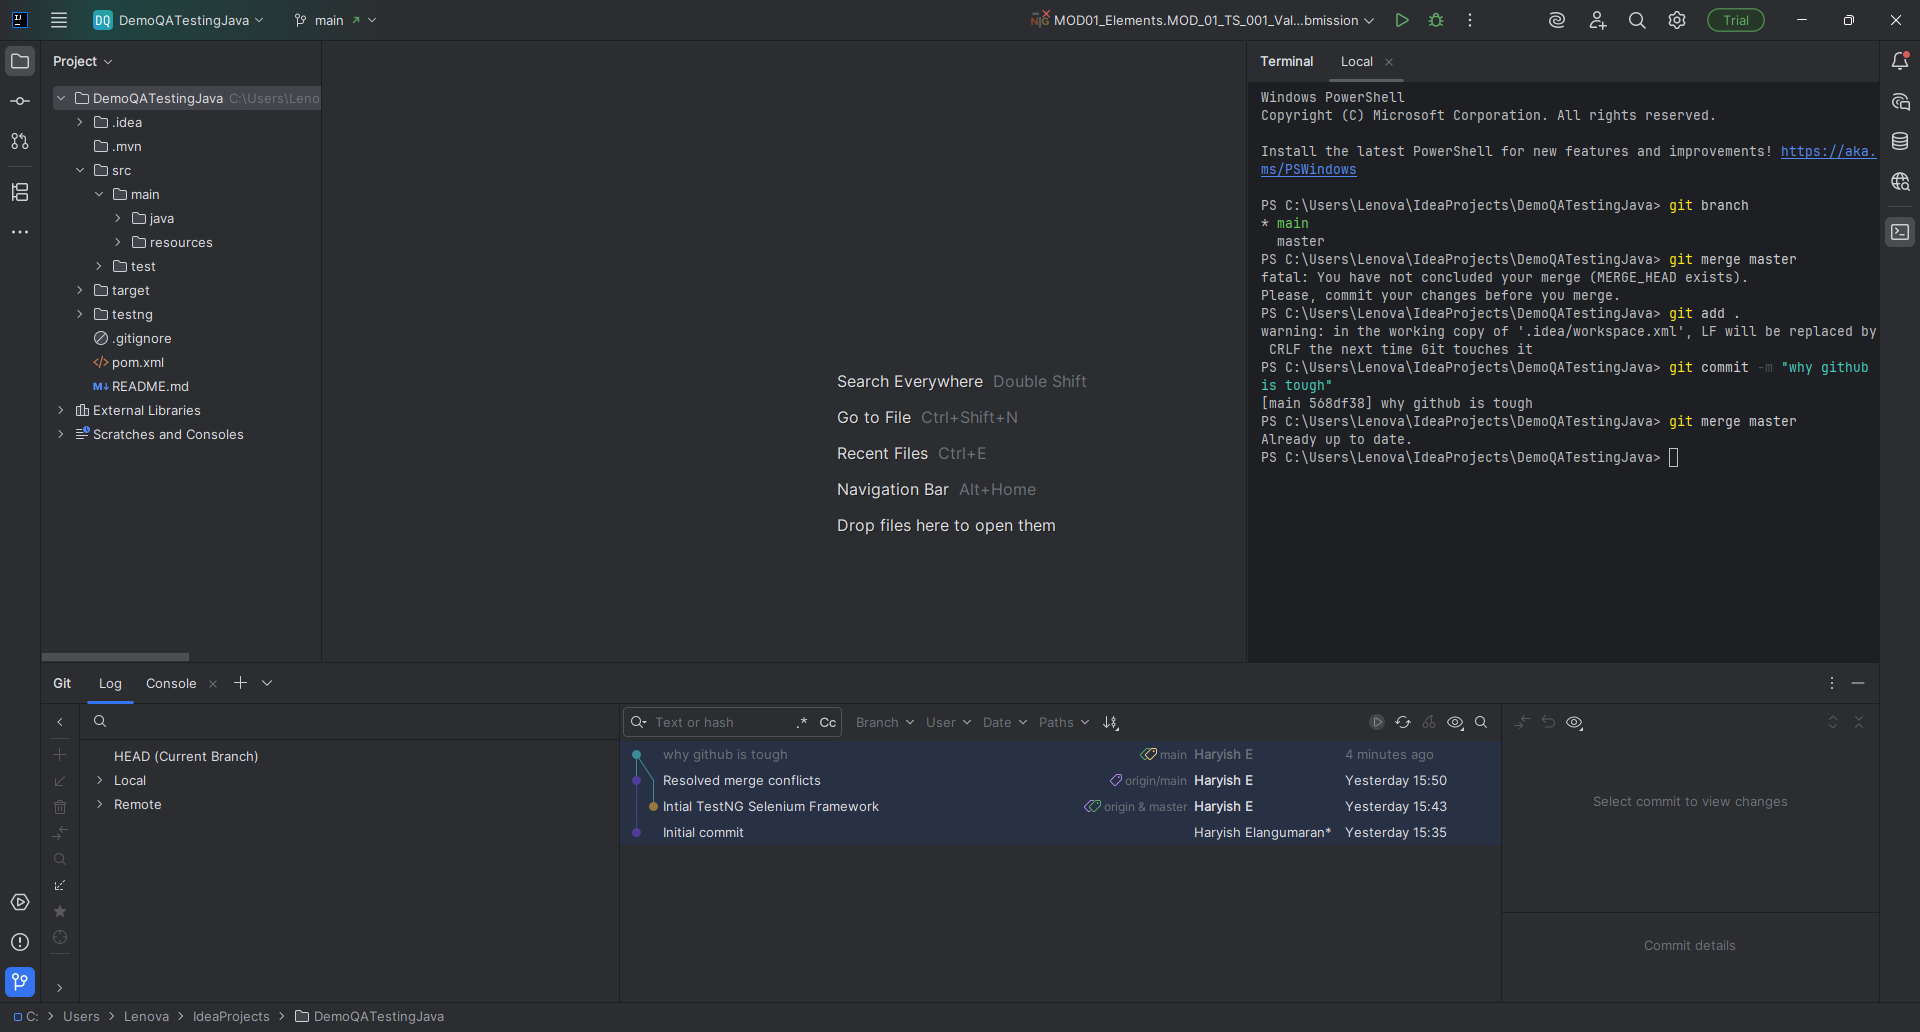 DQ DemoQATestingJava
main
MOD01_Elements.MOD_01_TS_001_Val...bmission
Trial
Project
DemoQATestingJava C:\Users\Leno
.idea
.mvn
src
main
java
resources
test
target
testng
.gitignore
pom.xml
README.md
External Libraries
Scratches and Consoles
Search Everywhere Double Shift
Go to File Ctrl+Shift+N
Recent Files Ctrl+E
Navigation Bar Alt+Home
Drop files here to open them
Terminal Local
Windows PowerShell
Copyright (C) Microsoft Corporation. All rights reserved.
Install the latest PowerShell for new features and improvements! https://aka.
ms/PSWindows
PS C:\Users\Lenova\IdeaProjects\DemoQATestingJava> git branch
* main
master
PS C:\Users\Lenova\IdeaProjects\DemoQATestingJava> git merge master
fatal: You have not concluded your merge (MERGE_HEAD exists).
Please, commit your changes before you merge.
PS C:\Users\Lenova\IdeaProjects\DemoQATestingJava> git add .
warning: in the working copy of '.idea/workspace.xml', LF will be replaced by
CRLF the next time Git touches it
PS C:\Users\Lenova\IdeaProjects\DemoQATestingJava> git commit -m "why github
is tough"
[main 568df38] why github is tough
PS C:\Users\Lenova\IdeaProjects\DemoQATestingJava> git merge master
Already up to date.
PS C:\Users\Lenova\IdeaProjects\DemoQATestingJava>
Git Log Console
HEAD (Current Branch)
Local
Remote
Text or hash .* Cc Branch User Date Paths
why github is tough main Haryish E 4 minutes ago
Resolved merge conflicts origin/main Haryish E Yesterday 15:50
Intial TestNG Selenium Framework origin & master Haryish E Yesterday 15:43
Initial commit Haryish Elangumaran* Yesterday 15:35
Select commit to view changes
Commit details
C: > Users > Lenova > IdeaProjects > DemoQATestingJava